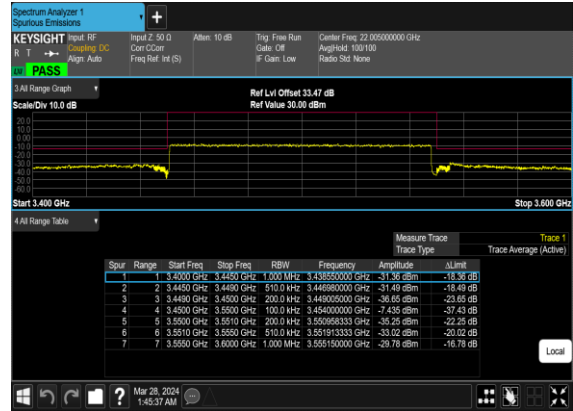 Spectrum Analyzer 1
Spurious Emissions
KEYSIGHT Input: RF Input Z: 50 Ω Atten: 10 dB Trig: Free Run Center Freq: 22.005000000 GHz
R T Coupling: DC Corr CCorr Gate: Off Avg|Hold: 100/100
Align: Auto Freq Ref: Int (S) IF Gain: Low Radio Std: None
PASS
3 All Range Graph
Ref Lvl Offset 33.47 dB
Scale/Div 10.0 dB Ref Value 30.00 dBm
20.0
10.0
0.00
-10.0
-20.0
-30.0
-40.0
-50.0
-60.0
Start 3.400 GHz Stop 3.600 GHz
4 All Range Table
Measure Trace Trace 1
Trace Type Trace Average (Active)
Spur Range Start Freq Stop Freq RBW Frequency Amplitude ΔLimit
1 1 3.4000 GHz 3.4450 GHz 1.000 MHz 3.438550000 GHz -31.36 dBm -18.36 dB
2 2 3.4450 GHz 3.4490 GHz 510.0 kHz 3.446980000 GHz -31.49 dBm -18.49 dB
3 3 3.4490 GHz 3.4500 GHz 200.0 kHz 3.449005000 GHz -36.65 dBm -23.65 dB
4 4 3.4500 GHz 3.5500 GHz 100.0 kHz 3.454000000 GHz -7.435 dBm -37.43 dB
5 5 3.5500 GHz 3.5510 GHz 200.0 kHz 3.550958333 GHz -35.25 dBm -22.25 dB
6 6 3.5510 GHz 3.5550 GHz 510.0 kHz 3.551913333 GHz -33.02 dBm -20.02 dB
7 7 3.5550 GHz 3.6000 GHz 1.000 MHz 3.555150000 GHz -29.78 dBm -16.78 dB
Local
? Mar 28, 2024
1:45:37 AM